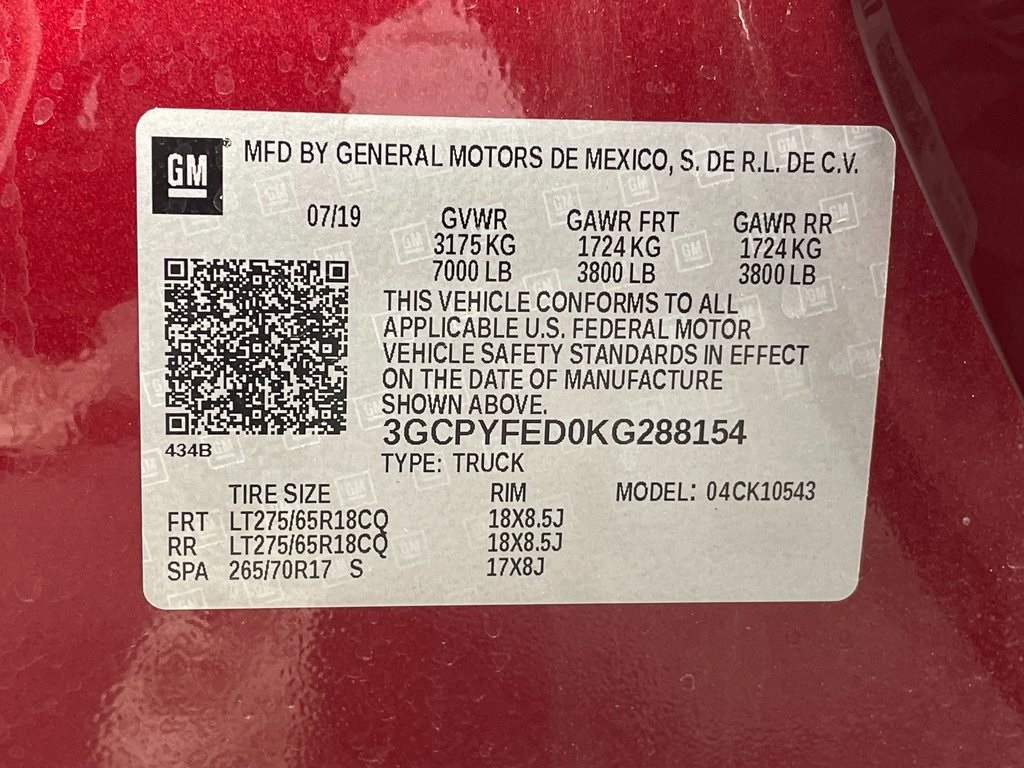 GM® MFD BY GENERAL MOTORS DE MEXICO, S. DE R.L. DE C.V.
07/19 GVWR GAWR FRT GAWR RR
3175 KG 1724 KG 1724 KG
7000 LB 3800 LB 3800 LB
THIS VEHICLE CONFORMS TO ALL
APPLICABLE U.S. FEDERAL MOTOR
VEHICLE SAFETY STANDARDS IN EFFECT
ON THE DATE OF MANUFACTURE
SHOWN ABOVE.
3GCPYFED0KG288154
434B
TYPE: TRUCK
TIRE SIZE RIM MODEL: 04CK10543
FRT LT275/65R18CQ 18X8.5J
RR LT275/65R18CQ 18X8.5J
SPA 265/70R17 S 17X8J